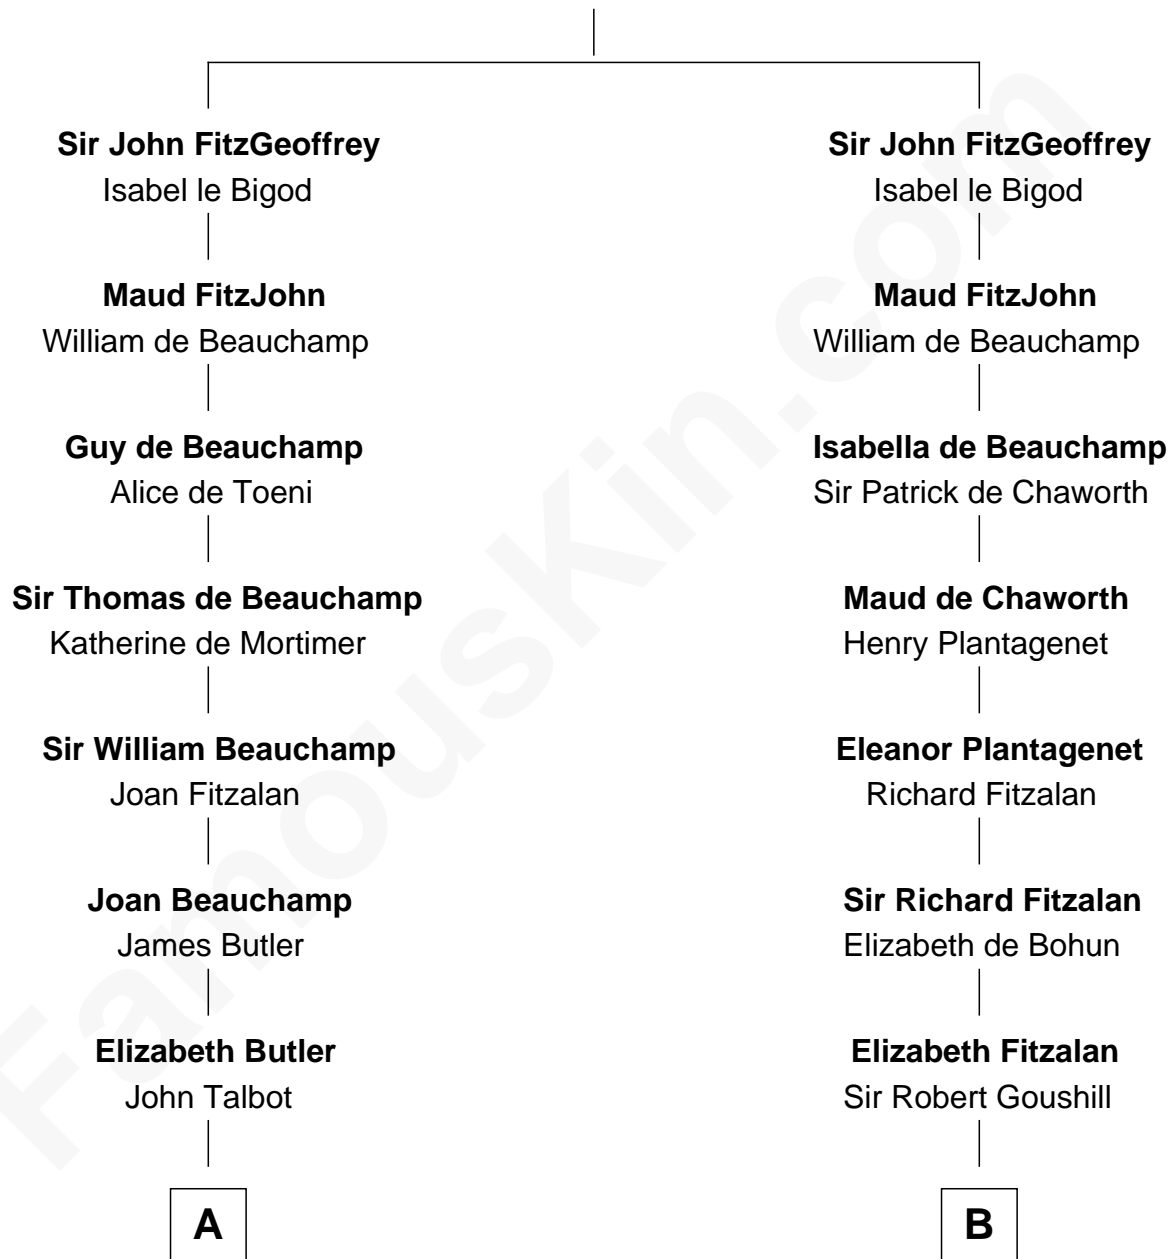 Sir John FitzGeoffrey
Isabel le Bigod
Maud FitzJohn
William de Beauchamp
Guy de Beauchamp
Alice de Toeni
Sir Thomas de Beauchamp
Katherine de Mortimer
Sir William Beauchamp
Joan Fitzalan
Joan Beauchamp
James Butler
Elizabeth Butler
John Talbot
A
Sir John FitzGeoffrey
Isabel le Bigod
Maud FitzJohn
William de Beauchamp
Isabella de Beauchamp
Sir Patrick de Chaworth
Maud de Chaworth
Henry Plantagenet
Eleanor Plantagenet
Richard Fitzalan
Sir Richard Fitzalan
Elizabeth de Bohun
Elizabeth Fitzalan
Sir Robert Goushill
B
FamousKin.com